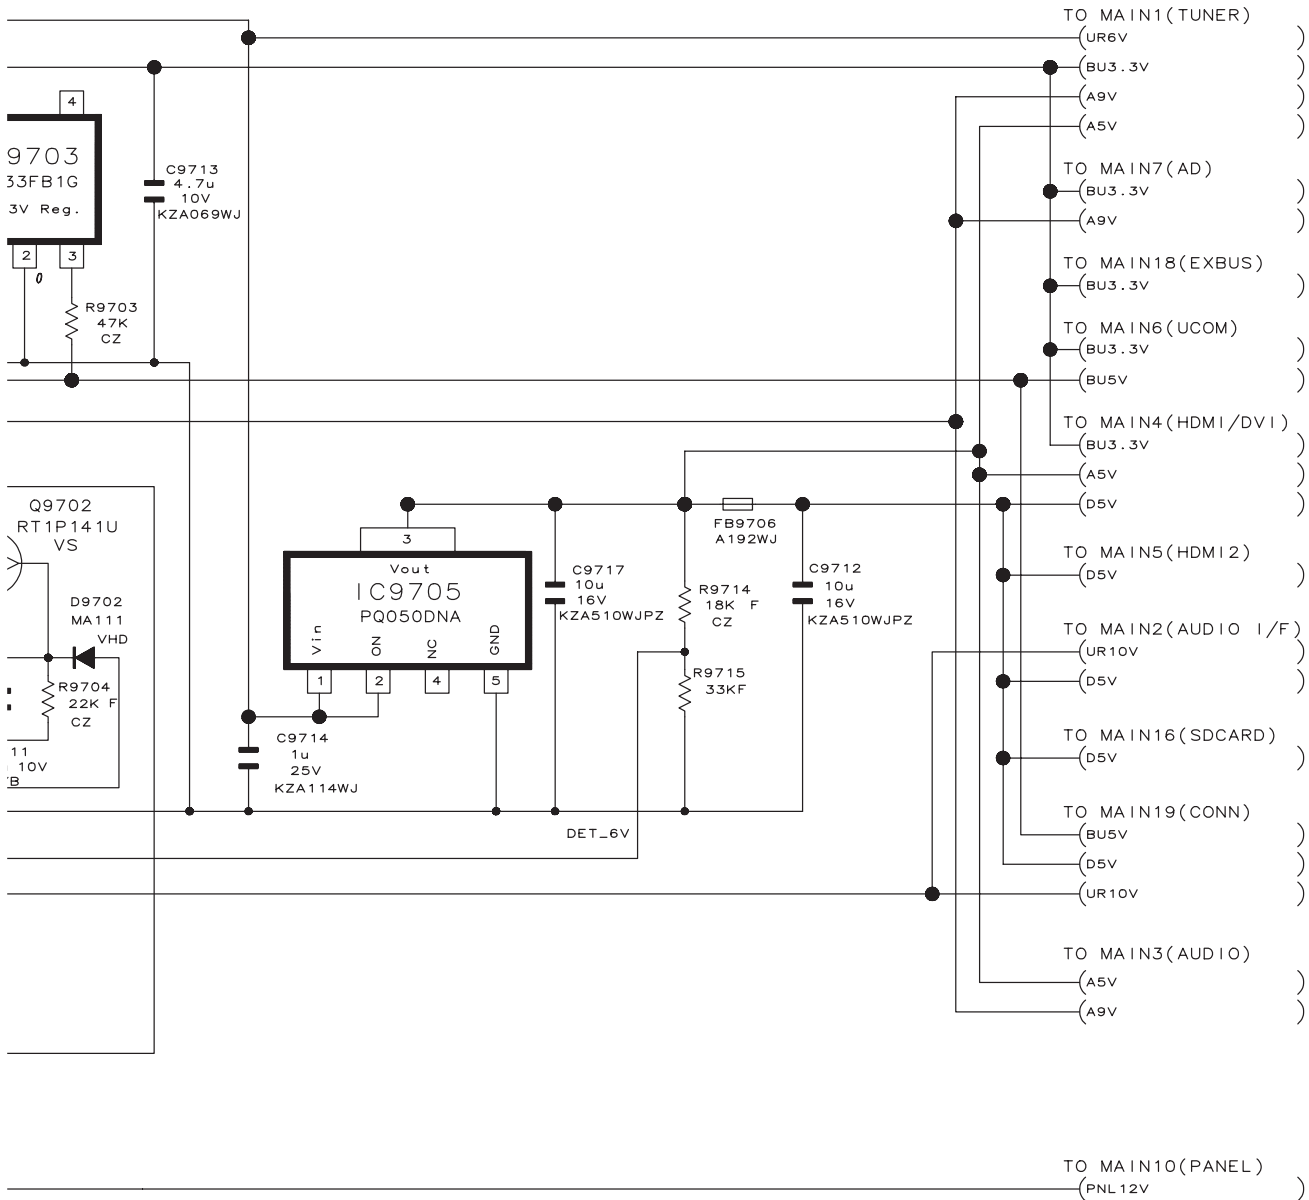 TO MAIN1(TUNER)
UR6V
BU3.3V
A9V
A5V
TO MAIN7(AD)
BU3.3V
A9V
TO MAIN18(EXBUS)
BU3.3V
TO MAIN6(UCOM)
BU3.3V
BU5V
TO MAIN4(HDMI/DVI)
BU3.3V
A5V
D5V
TO MAIN5(HDMI2)
D5V
TO MAIN2(AUDIO I/F)
UR10V
D5V
TO MAIN16(SDCARD)
D5V
TO MAIN19(CONN)
BU5V
D5V
UR10V
TO MAIN3(AUDIO)
A5V
A9V
TO MAIN10(PANEL)
PNL12V
4
9703
33FB1G
3V Reg.
2
3
0
C9713
4.7u
10V
KZA069WJ
R9703
47K
CZ
Q9702
RT1P141U
VS
D9702
MA111
VHD
R9704
22K F
CZ
11
10V
FB
3
Vout
IC9705
PQ050DNA
Vin
ON
NC
GND
1
2
4
5
C9714
1u
25V
KZA114WJ
C9717
10u
16V
KZA510WJPZ
FB9706
A192WJ
R9714
18K F
CZ
R9715
33KF
C9712
10u
16V
KZA510WJPZ
DET_6V